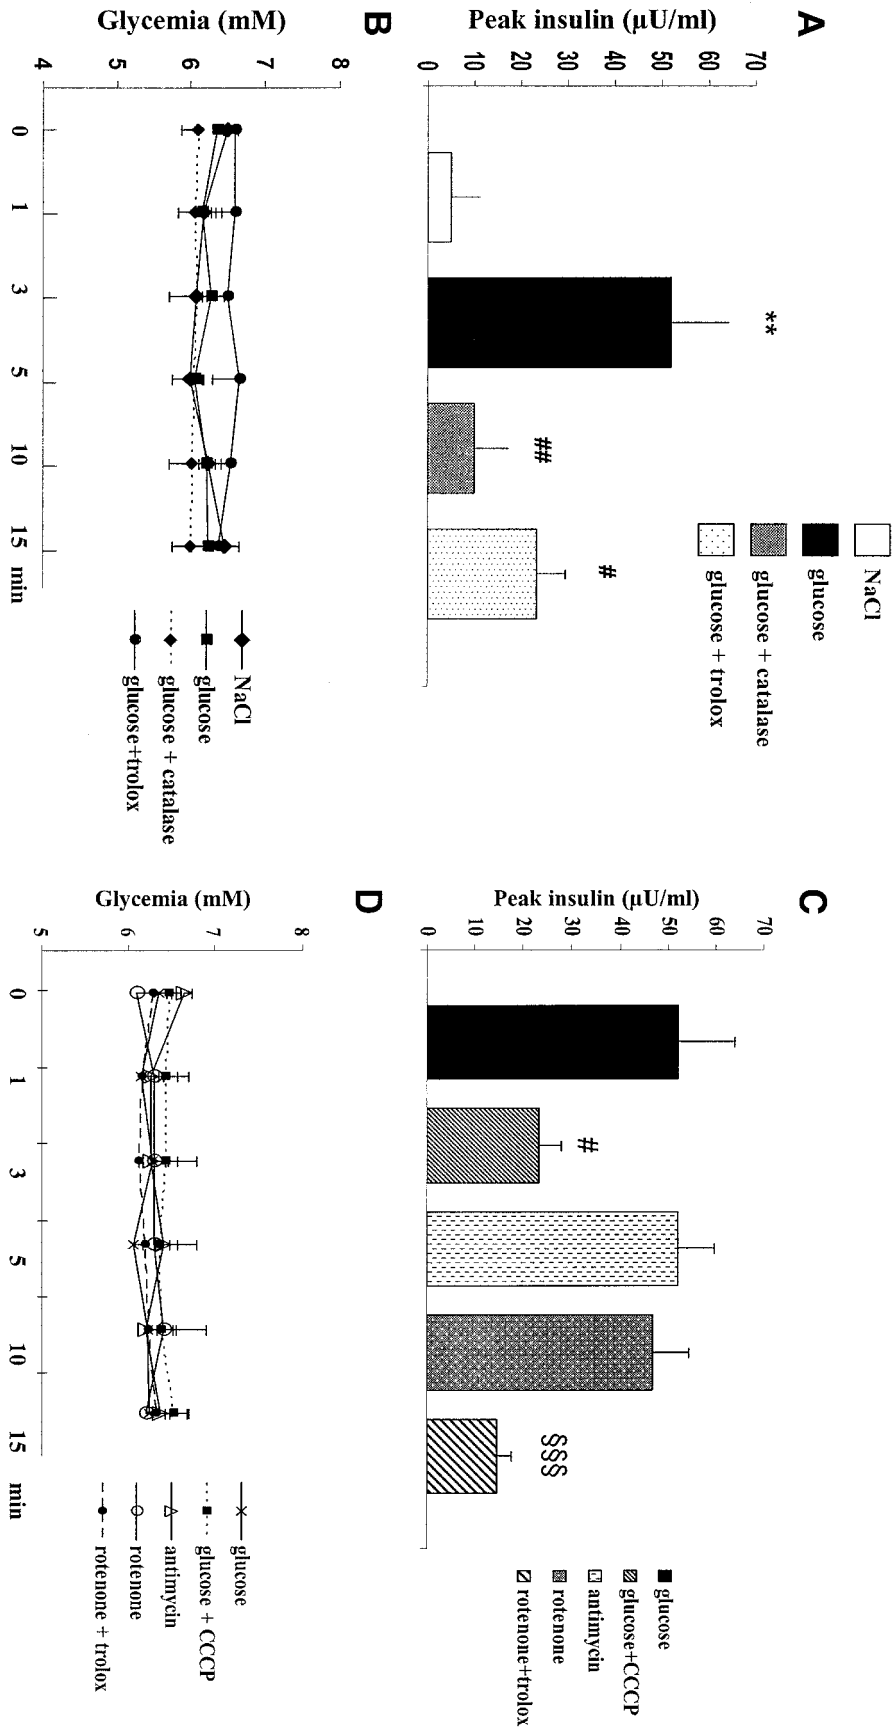 A
Peak insulin (µU/ml)
70
60
50
40
30
20
10
0
**
##
#
NaCl
glucose
glucose + catalase
glucose + trolox
B
Glycemia (mM)
8
7
6
5
4
0 1 3 5 10 15 min
NaCl
glucose
glucose + catalase
glucose+trolox
C
Peak insulin (µU/ml)
70
60
50
40
30
20
10
0
#
§§§
glucose
glucose+CCCP
antimycin
rotenone
rotenone+trolox
D
Glycemia (mM)
8
7
6
5
0 1 3 5 10 15 min
glucose
glucose + CCCP
antimycin
rotenone
rotenone + trolox